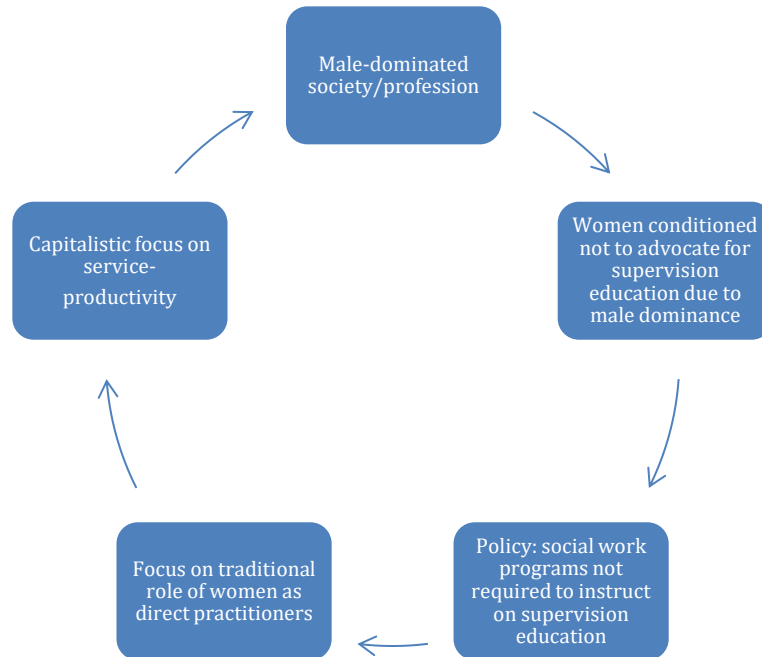 Male-dominated
society/profession
Women conditioned
not to advocate for
supervision
education due to
male dominance
Policy: social work
programs not
required to instruct
on supervision
education
Focus on traditional
role of women as
direct practitioners
Capitalistic focus on
service-
productivity